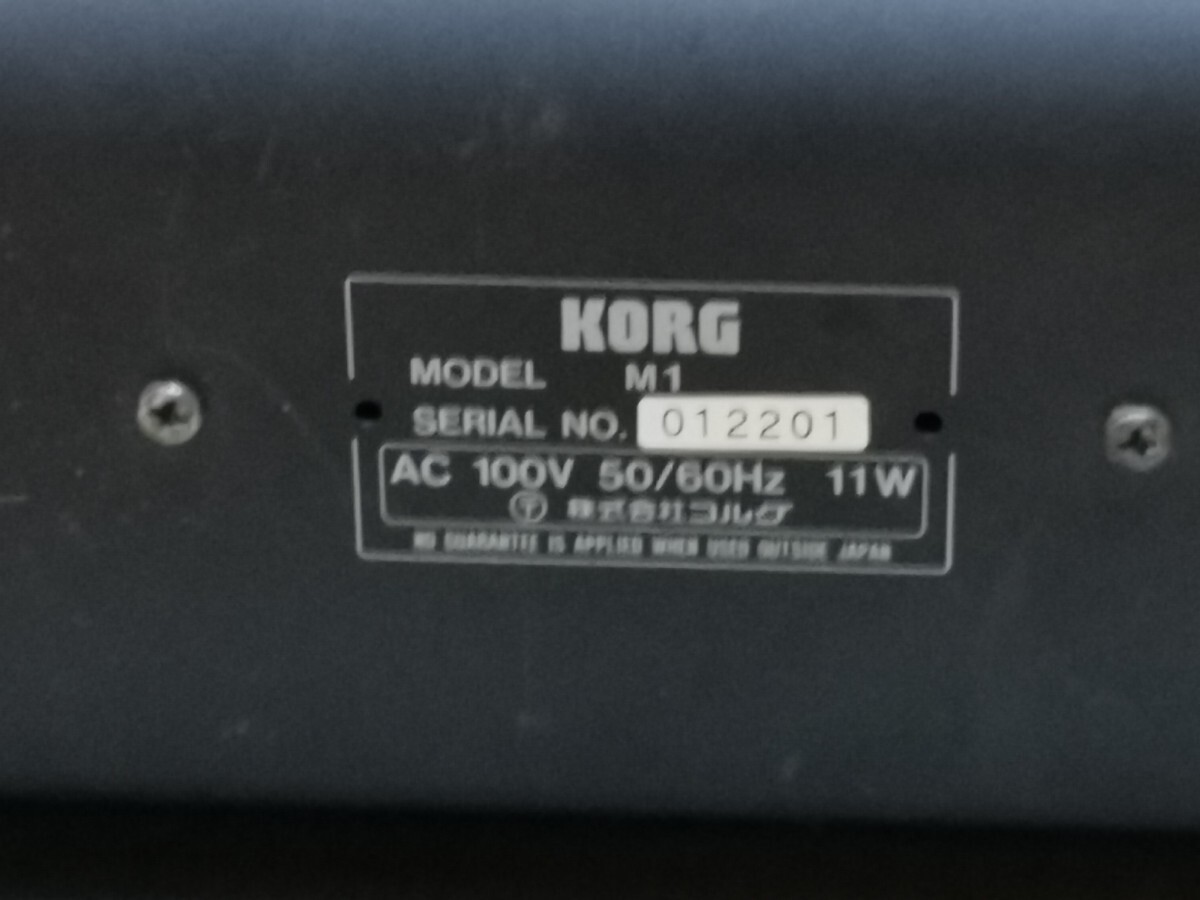 KORG
MODEL M1
SERIAL NO. 012201
AC 100V 50/60Hz 11W
〒 株式会社コルグ
NO GUARANTEE IS APPLIED WHEN USED OUTSIDE JAPAN